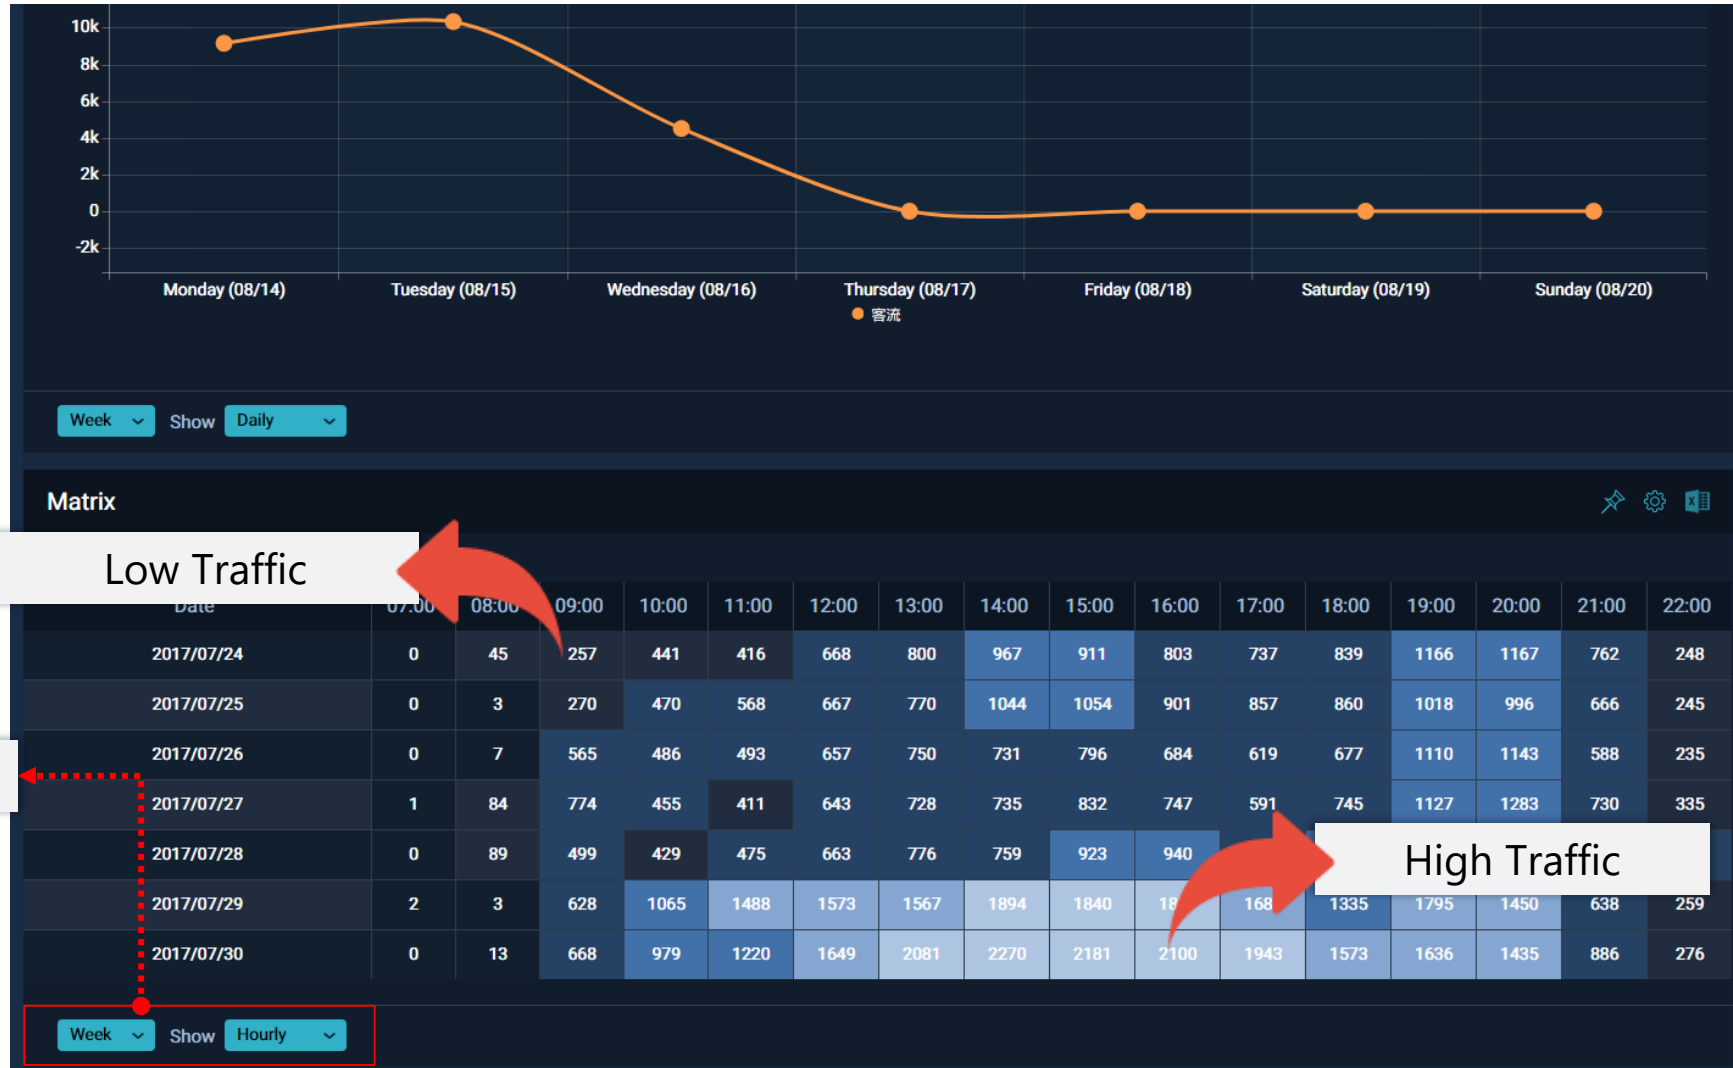 10k
8k
6k
4k
2k
0
-2k
Monday (08/14) Tuesday (08/15) Wednesday (08/16) Thursday (08/17) Friday (08/18) Saturday (08/19) Sunday (08/20)
客流
Week Show Daily
Matrix
Low Traffic
Date 07:00 08:00 09:00 10:00 11:00 12:00 13:00 14:00 15:00 16:00 17:00 18:00 19:00 20:00 21:00 22:00
2017/07/24 0 45 257 441 416 668 800 967 911 803 737 839 1166 1167 762 248
2017/07/25 0 3 270 470 568 667 770 1044 1054 901 857 860 1018 996 666 245
2017/07/26 0 7 565 486 493 657 750 731 796 684 619 677 1110 1143 588 235
2017/07/27 1 84 774 455 411 643 728 735 832 747 591 745 1127 1283 730 335
2017/07/28 0 89 499 429 475 663 776 759 923 940
High Traffic
2017/07/29 2 3 628 1065 1488 1573 1567 1894 1840 1335 1795 1450 638 259
2017/07/30 0 13 668 979 1220 1649 2081 2270 2181 2100 1943 1573 1636 1435 886 276
Week Show Hourly